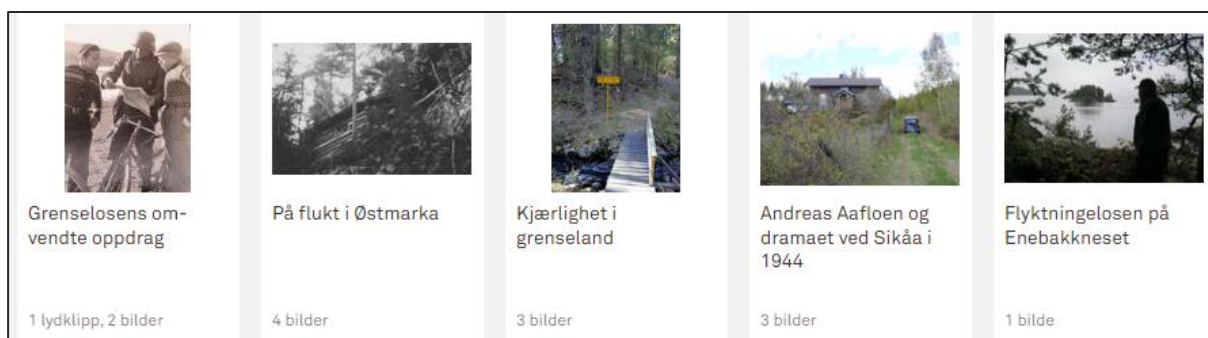 Grenselosens om-
vendte oppdrag
1 lydklipp, 2 bilder
På flukt i Østmarka
4 bilder
Kjærlighet i
grenseland
3 bilder
Andreas Aafloen og
dramaet ved Sikåa i
1944
3 bilder
Flyktningelosen på
Enebakkneset
1 bilde